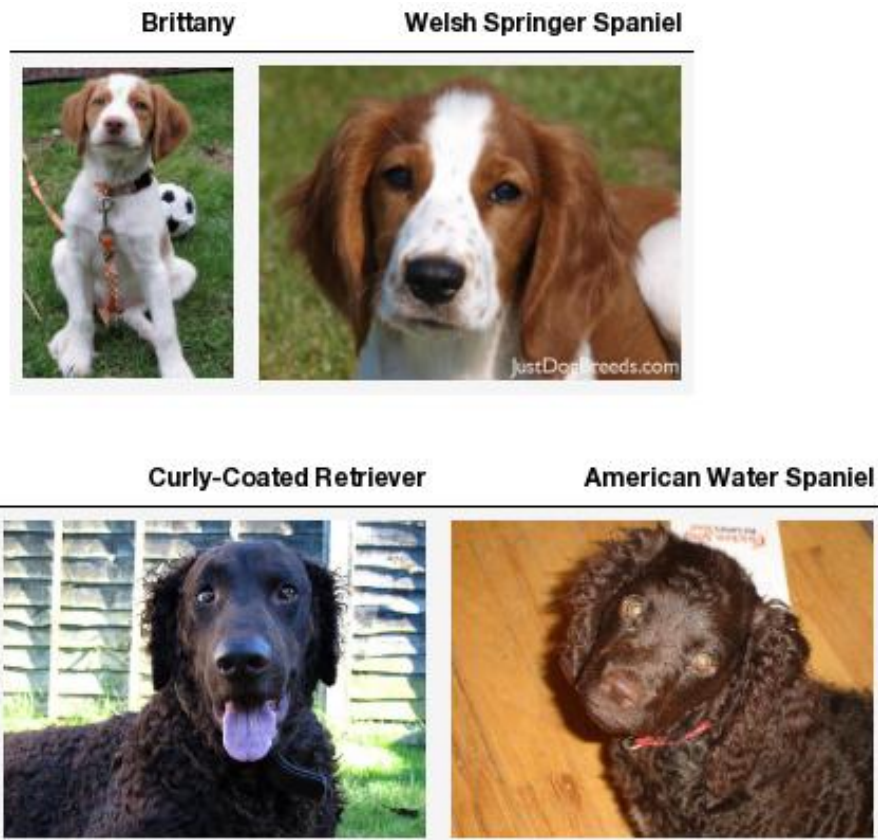 Brittany Welsh Springer Spaniel
JustDogBreeds.com
Curly-Coated Retriever American Water Spaniel